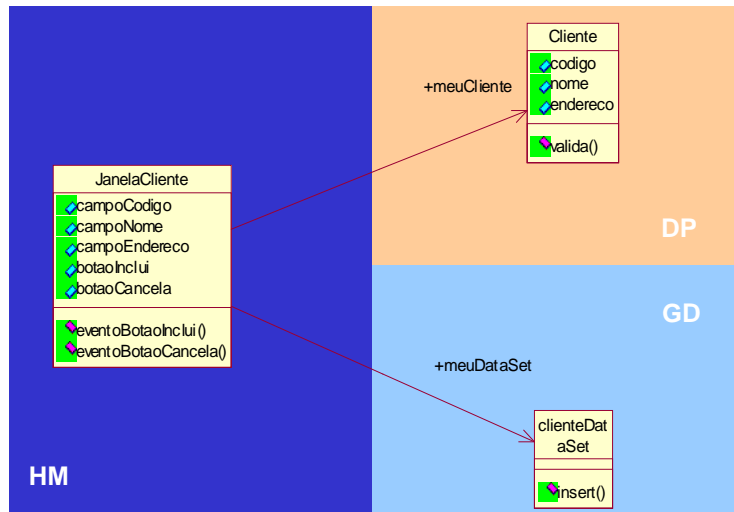 Cliente
codigo
nome
endereco
valida()
+meuCliente
JanelaCliente
campoCodigo
campoNome
campoEndereco
botaoInclui
botaoCancela
eventoBotaoInclui()
eventoBotaoCancela()
DP
GD
+meuDataSet
clienteDat
aSet
insert()
HM